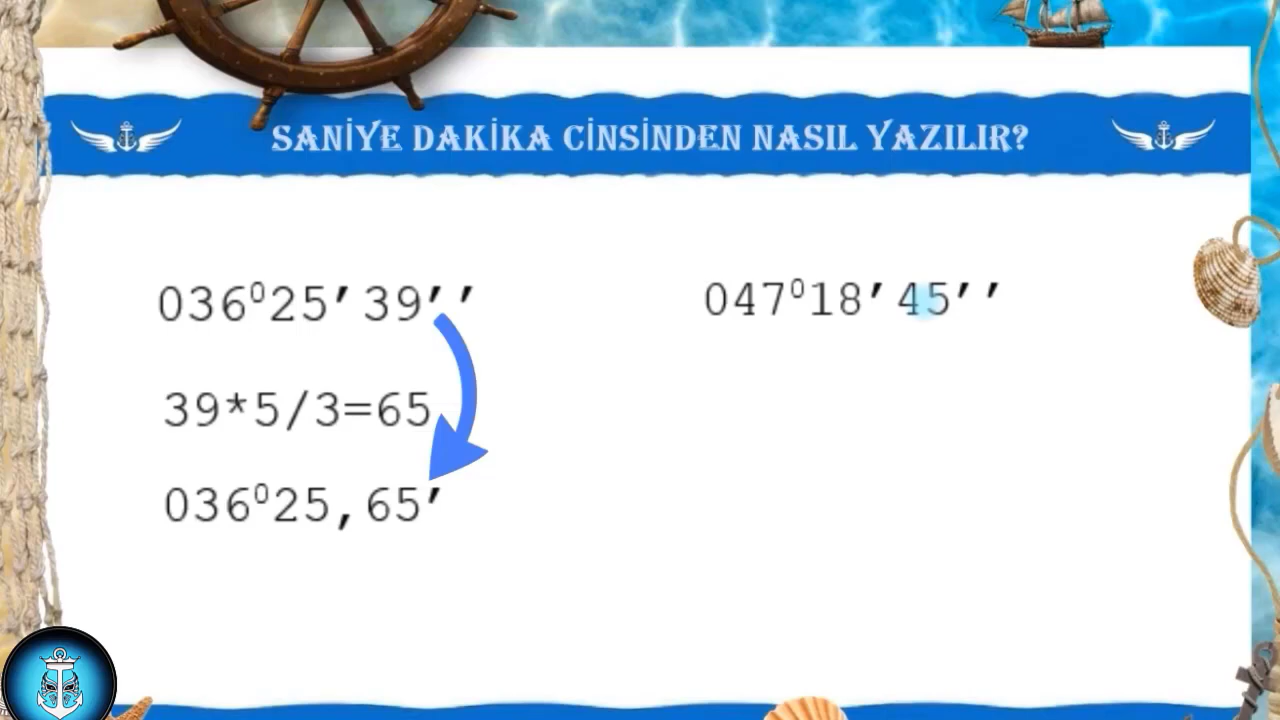 SANİYE DAKİKA CİNSİNDEN NASIL YAZILIR?
036⁰25’39’’
39*5/3=65
036⁰25,65’
047⁰18’45’’